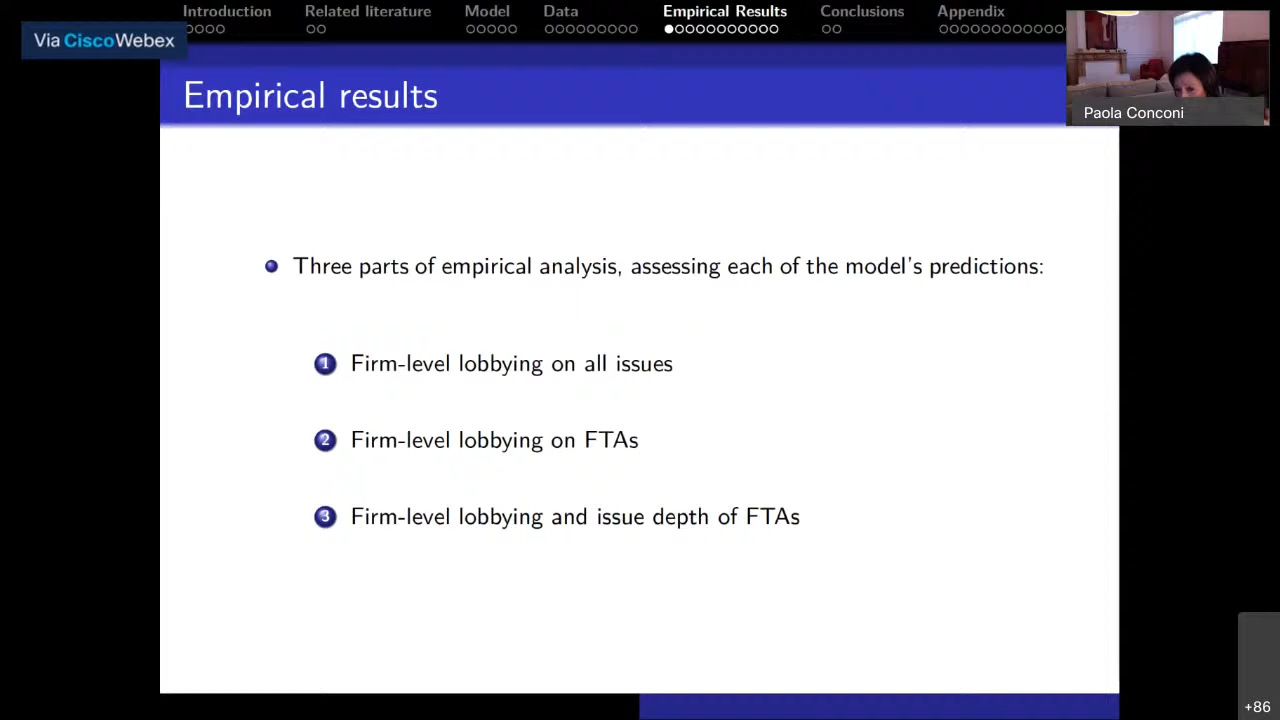 Introduction Related literature Model Data Empirical Results Conclusions Appendix
Via Cisco Webex
Empirical results
Paola Conconi
Three parts of empirical analysis, assessing each of the model's predictions:
1 Firm-level lobbying on all issues
2 Firm-level lobbying on FTAs
3 Firm-level lobbying and issue depth of FTAs
+86